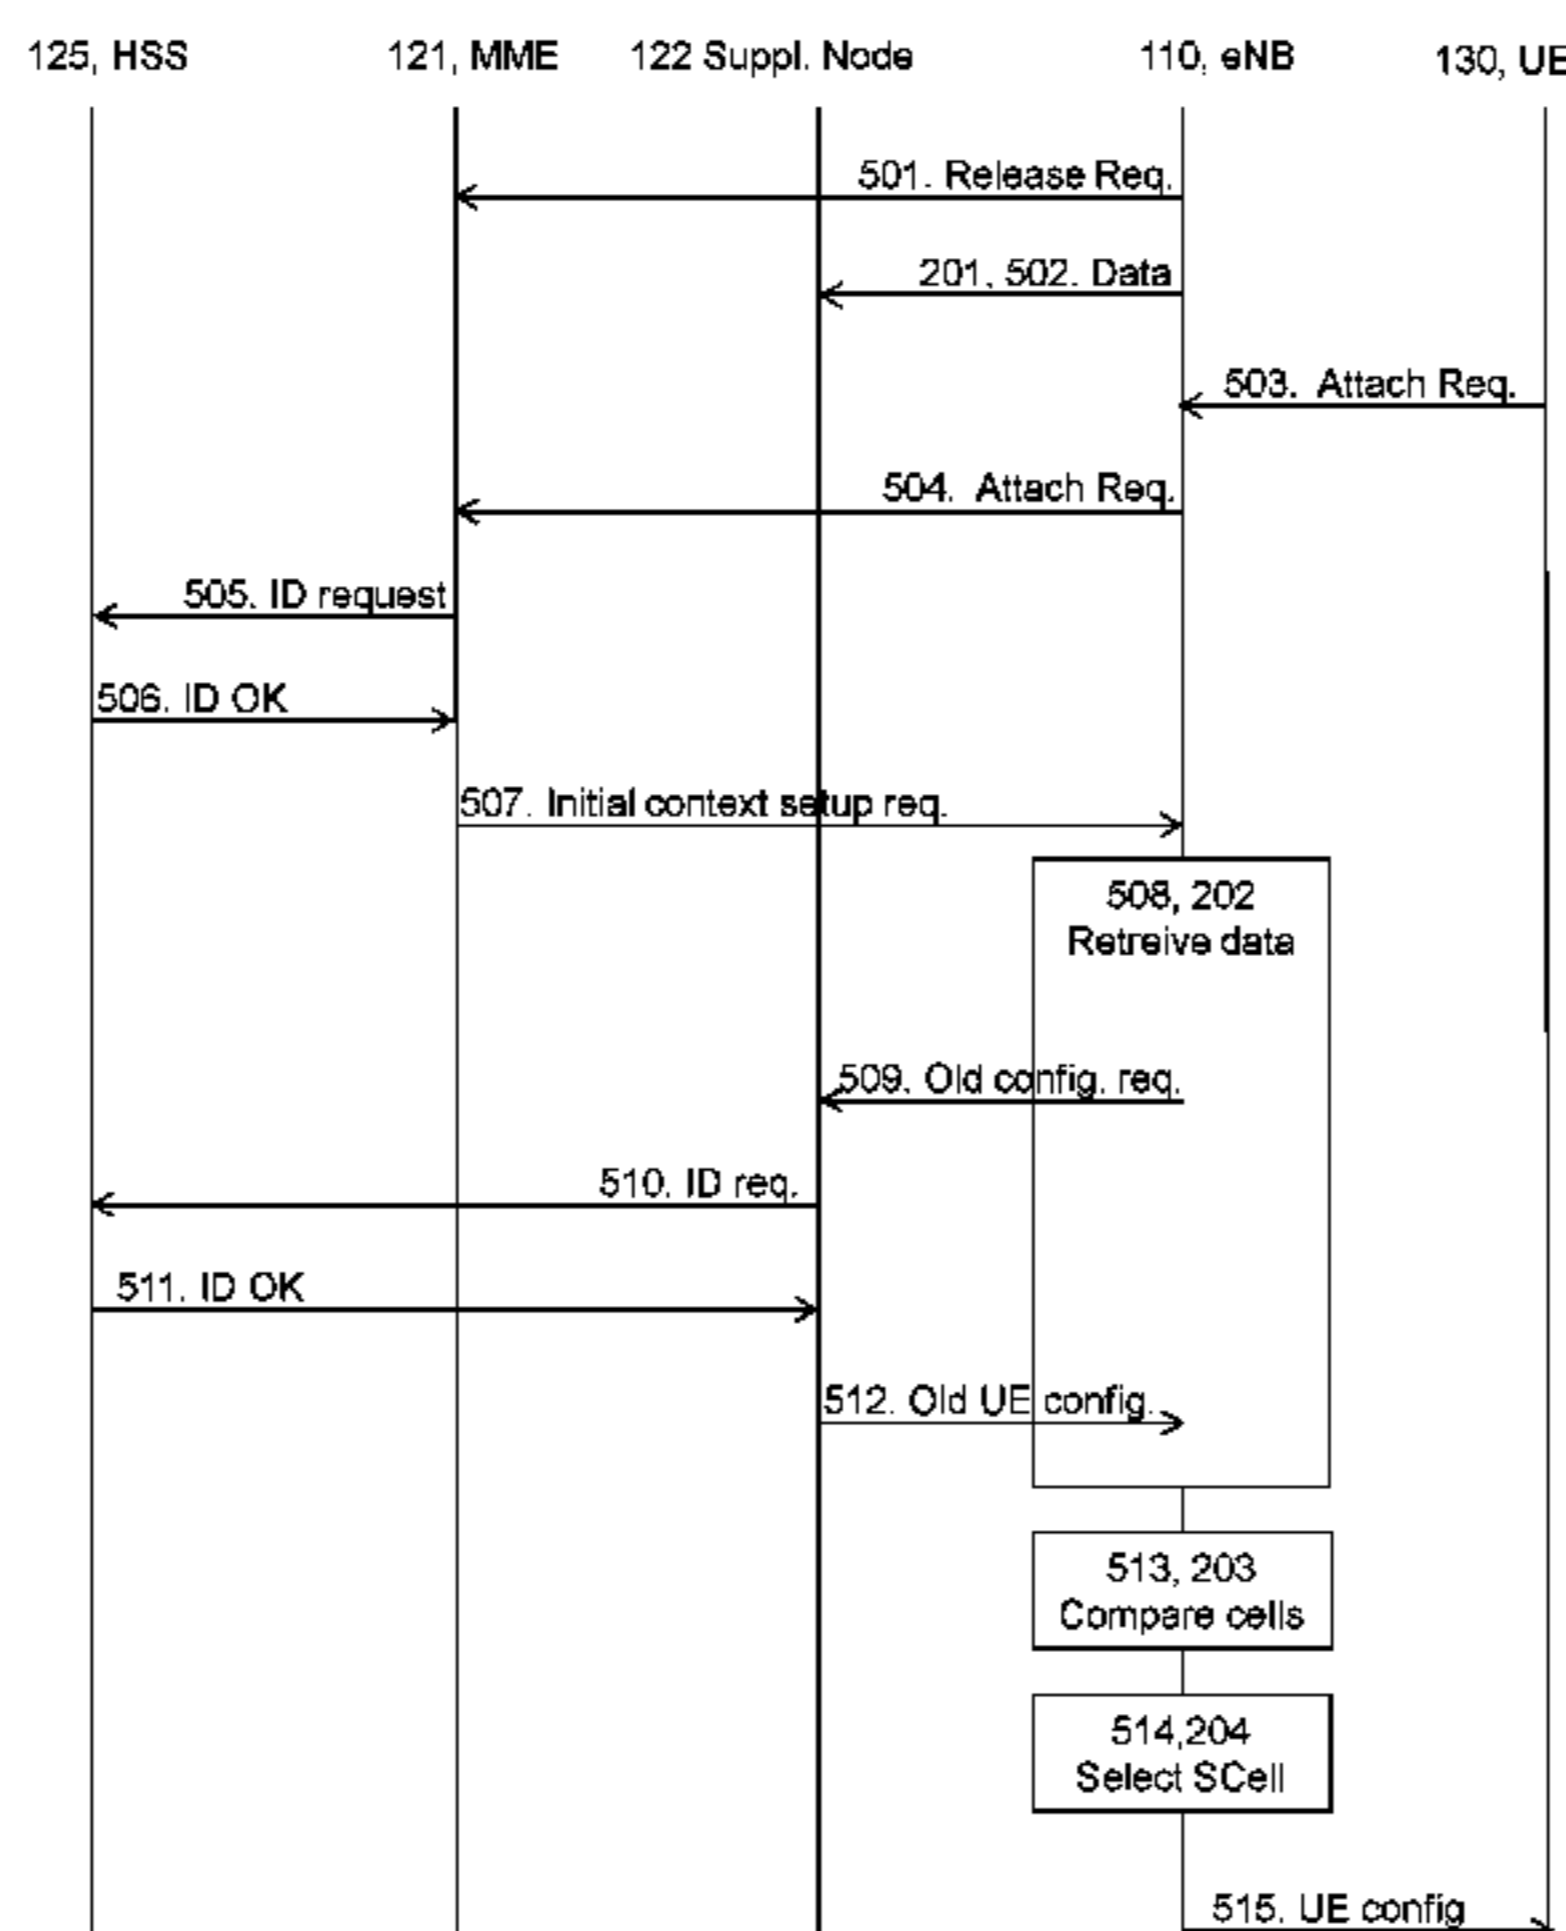 125, HSS
121, MME
122 Suppl. Node
110, eNB
130, UE
501. Release Req.
201, 502. Data
503. Attach Req.
504. Attach Req.
505. ID request
506. ID OK
507. Initial context setup req.
508, 202
Retreive data
509. Old config. req.
510. ID req.
511. ID OK
512. Old UE config.
513, 203
Compare cells
514,204
Select SCell
515. UE config